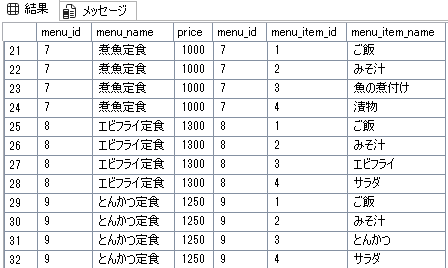 結果 メッセージ
menu_id menu_name price menu_id menu_item_id menu_item_name
21 7 煮魚定食 1000 7 1 ご飯
22 7 煮魚定食 1000 7 2 みそ汁
23 7 煮魚定食 1000 7 3 魚の煮付け
24 7 煮魚定食 1000 7 4 漬物
25 8 エビフライ定食 1300 8 1 ご飯
26 8 エビフライ定食 1300 8 2 みそ汁
27 8 エビフライ定食 1300 8 3 エビフライ
28 8 エビフライ定食 1300 8 4 サラダ
29 9 とんかつ定食 1250 9 1 ご飯
30 9 とんかつ定食 1250 9 2 みそ汁
31 9 とんかつ定食 1250 9 3 とんかつ
32 9 とんかつ定食 1250 9 4 サラダ